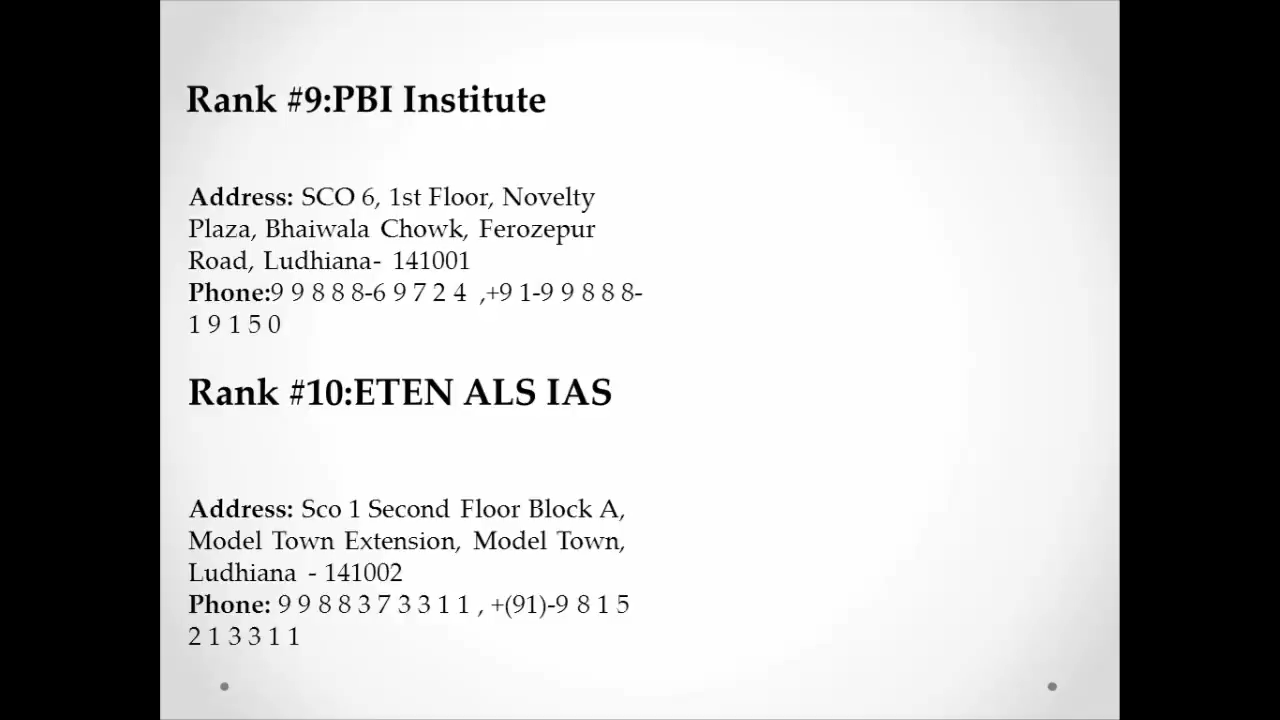 Rank #9:PBI Institute
Address: SCO 6, 1st Floor, Novelty
Plaza, Bhaiwala Chowk, Ferozepur
Road, Ludhiana- 141001
Phone:9 9 8 8 8-6 9 7 2 4 ,+9 1-9 9 8 8 8-
1 9 1 5 0
Rank #10:ETEN ALS IAS
Address: Sco 1 Second Floor Block A,
Model Town Extension, Model Town,
Ludhiana - 141002
Phone: 9 9 8 8 3 7 3 3 1 1 , +(91)-9 8 1 5
2 1 3 3 1 1